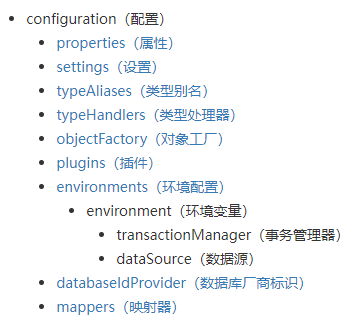 configuration（配置）
properties（属性）
settings（设置）
typeAliases（类型别名）
typeHandlers（类型处理器）
objectFactory（对象工厂）
plugins（插件）
environments（环境配置）
environment（环境变量）
transactionManager（事务管理器）
dataSource（数据源）
databaseIdProvider（数据库厂商标识）
mappers（映射器）